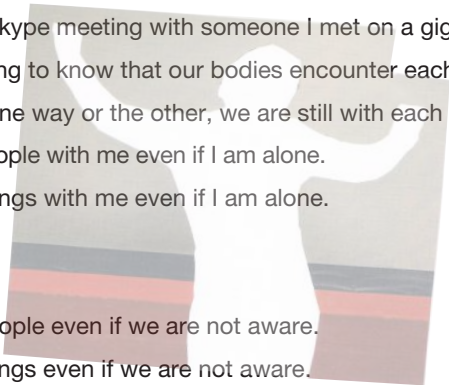 kype meeting with someone I met on a gig
ng to know that our bodies encounter each
ne way or the other, we are still with each
ople with me even if I am alone.
ngs with me even if I am alone.
ople even if we are not aware.
ngs even if we are not aware.